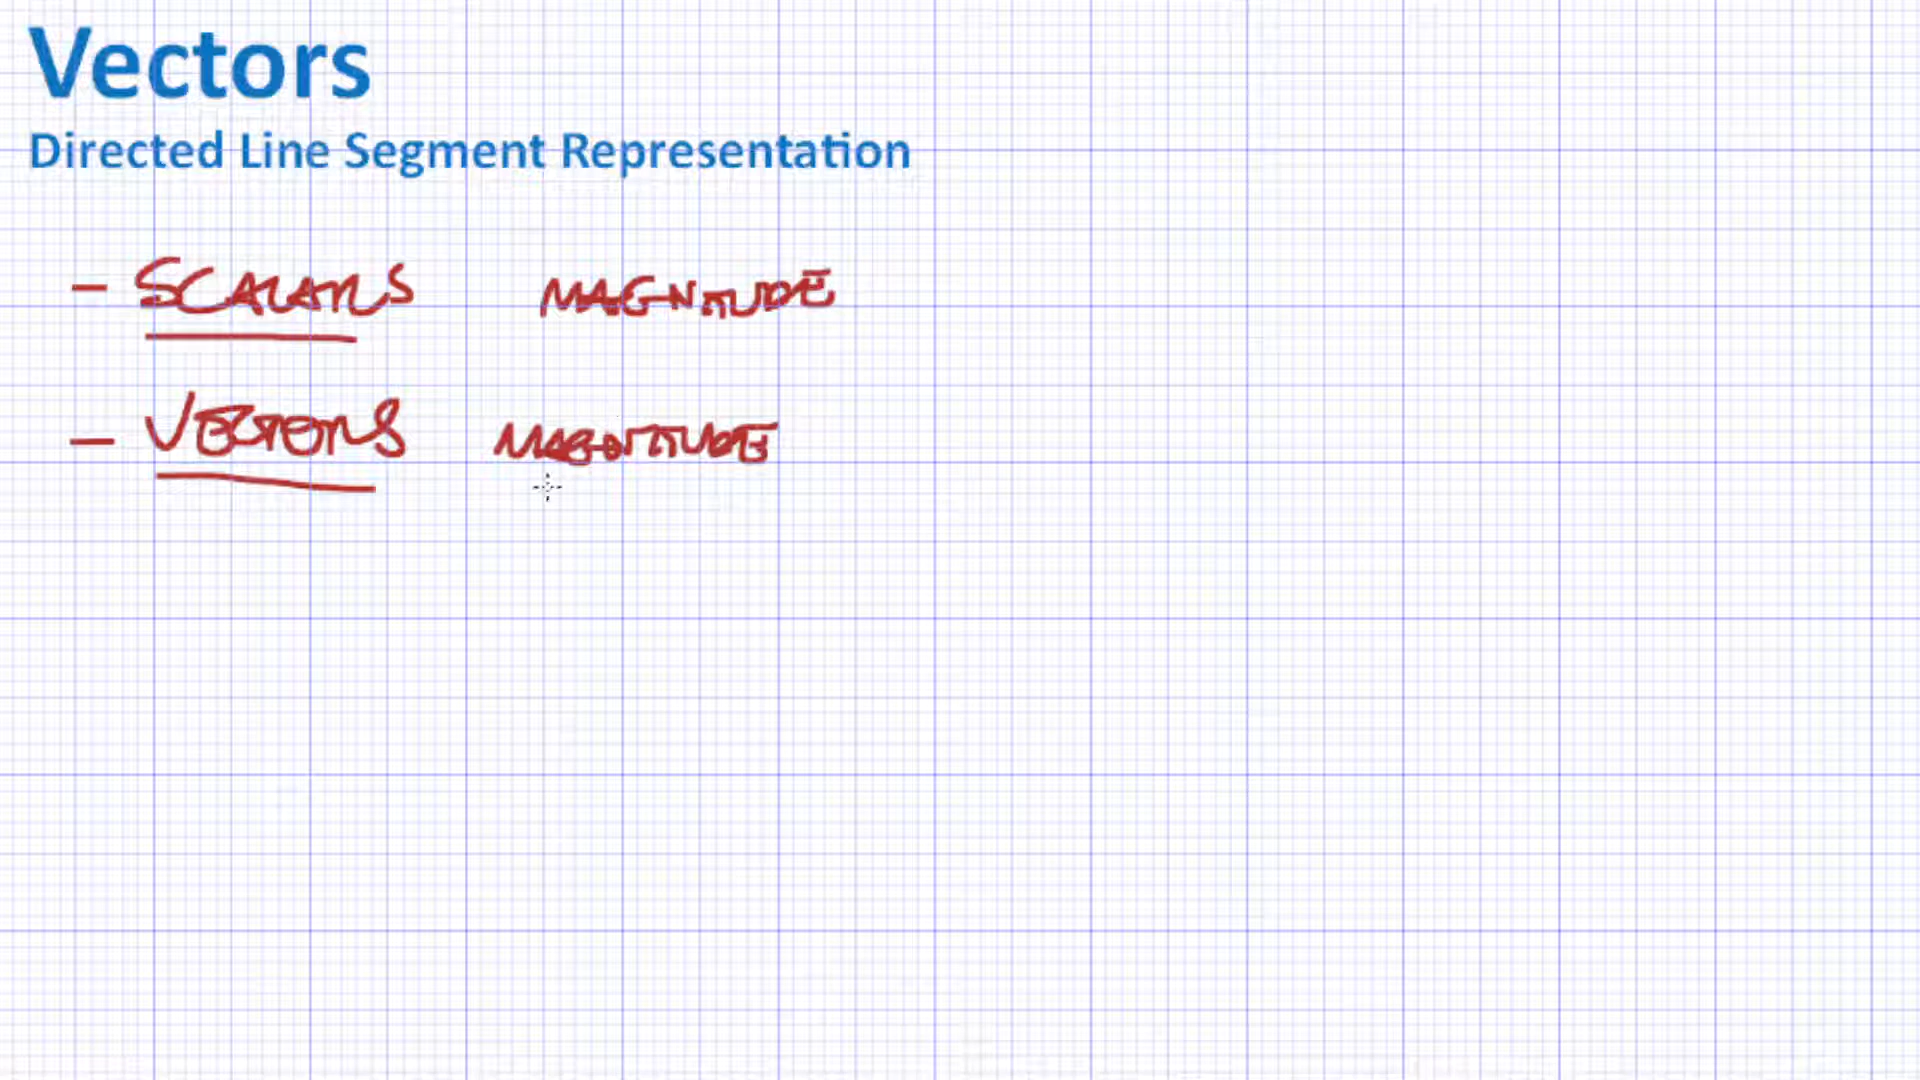 Vectors
Directed Line Segment Representation
- SCALARS MAGNITUDE
- VECTORS MAGNITUDE